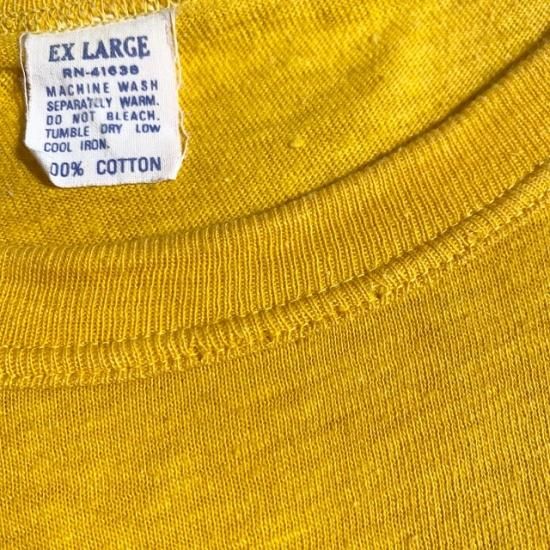 EX LARGE
RN-41638
MACHINE WASH
SEPARATELY WARM.
DO NOT BLEACH.
TUMBLE DRY LOW
COOL IRON.
00% COTTON